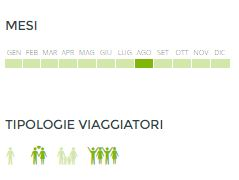 MESI
GEN FEB MAR APR MAG GIU LUG AGO SET OTT NOV DIC
TIPOLOGIE VIAGGIATORI